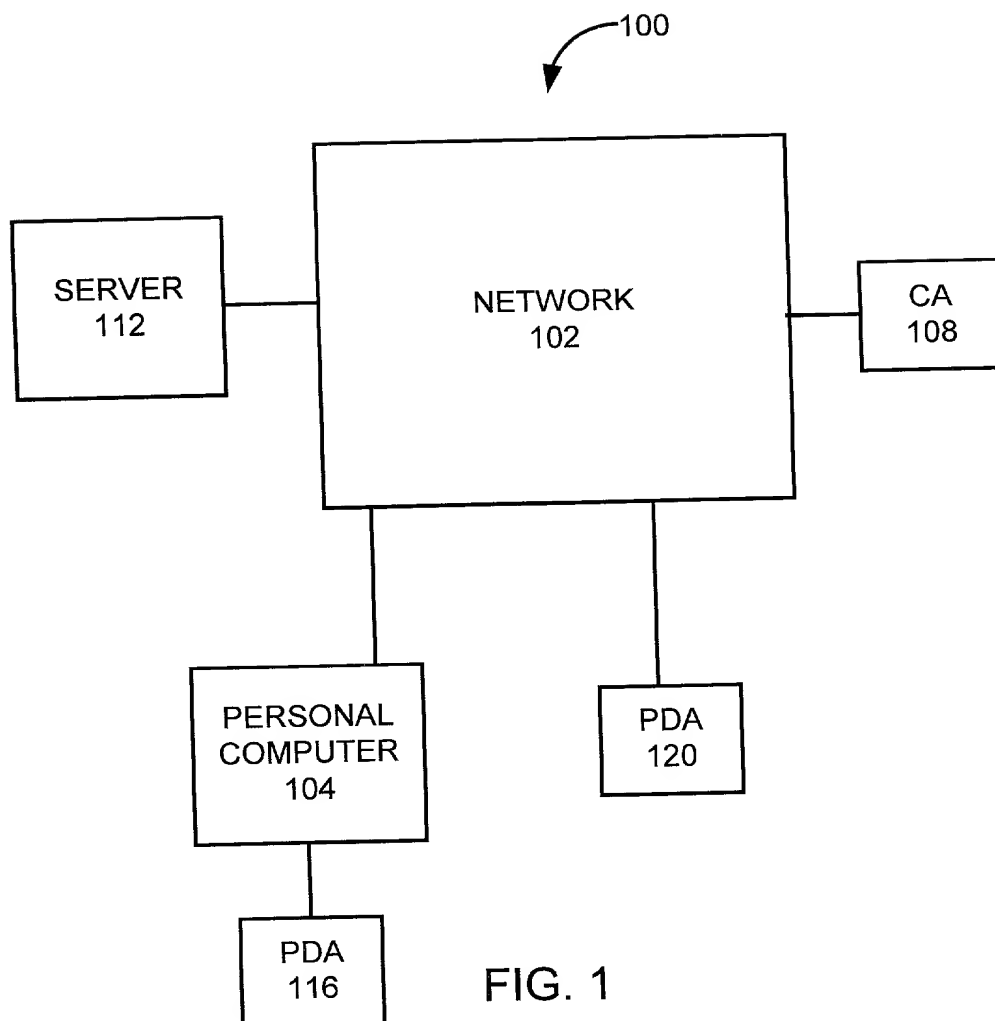 100
SERVER
112
NETWORK
102
CA
108
PERSONAL
COMPUTER
104
PDA
120
PDA
116
FIG. 1